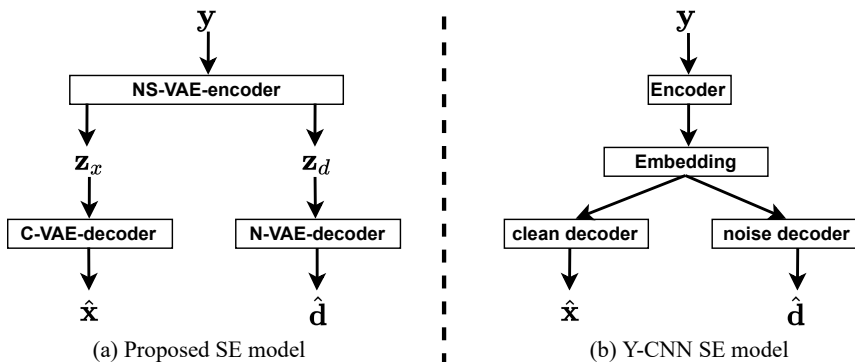 y
NS-VAE-encoder
z_x
z_d
C-VAE-decoder
N-VAE-decoder
x̂
d̂
(a) Proposed SE model
y
Encoder
Embedding
clean decoder
noise decoder
x̂
d̂
(b) Y-CNN SE model